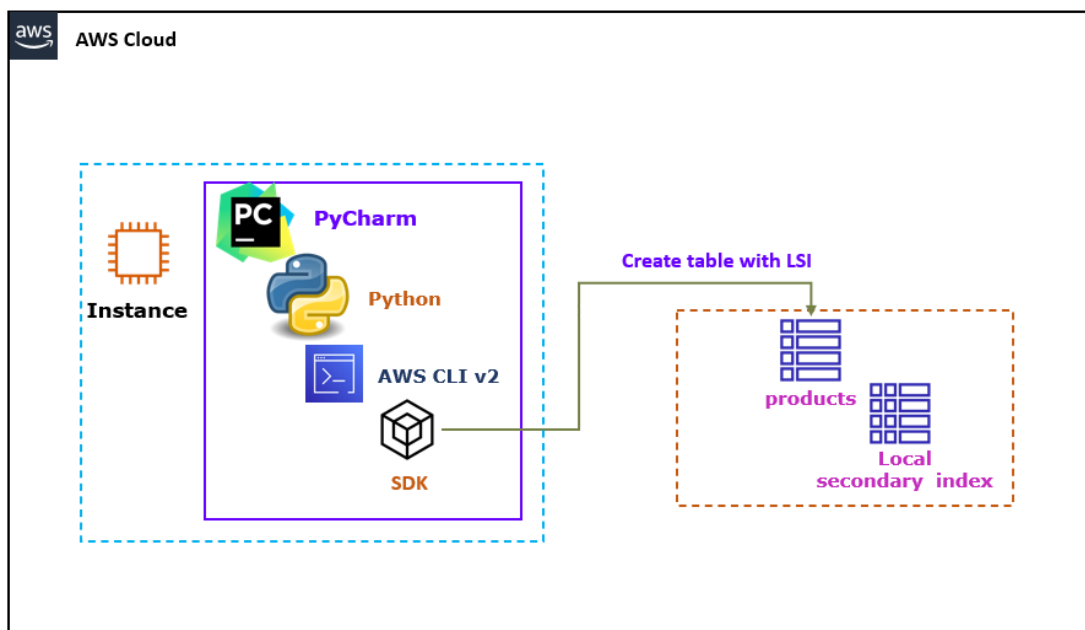 aws
AWS Cloud
PC
PyCharm
Instance
Python
>_
AWS CLI v2
SDK
Create table with LSI
products
Local
secondary index